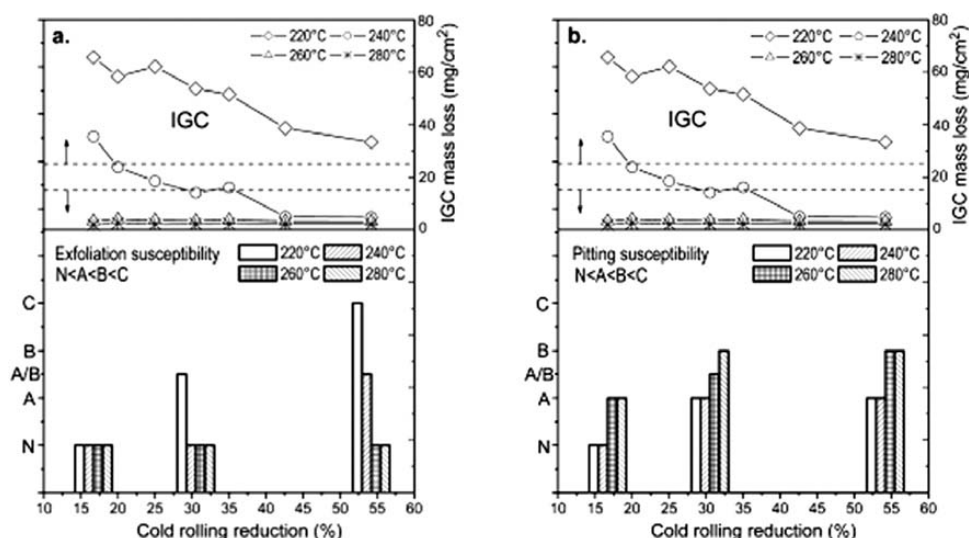 a.
220°C 240°C
260°C 280°C
IGC
80
60
40
20
0
IGC mass loss (mg/cm²)
Exfoliation susceptibility
N<A<B<C
220°C 240°C
260°C 280°C
C
B
A/B
A
N
10 15 20 25 30 35 40 45 50 55 60
Cold rolling reduction (%)
b.
220°C 240°C
260°C 280°C
IGC
80
60
40
20
0
IGC mass loss (mg/cm²)
Pitting susceptibility
N<A<B<C
220°C 240°C
260°C 280°C
C
B
A/B
A
N
10 15 20 25 30 35 40 45 50 55 60
Cold rolling reduction (%)